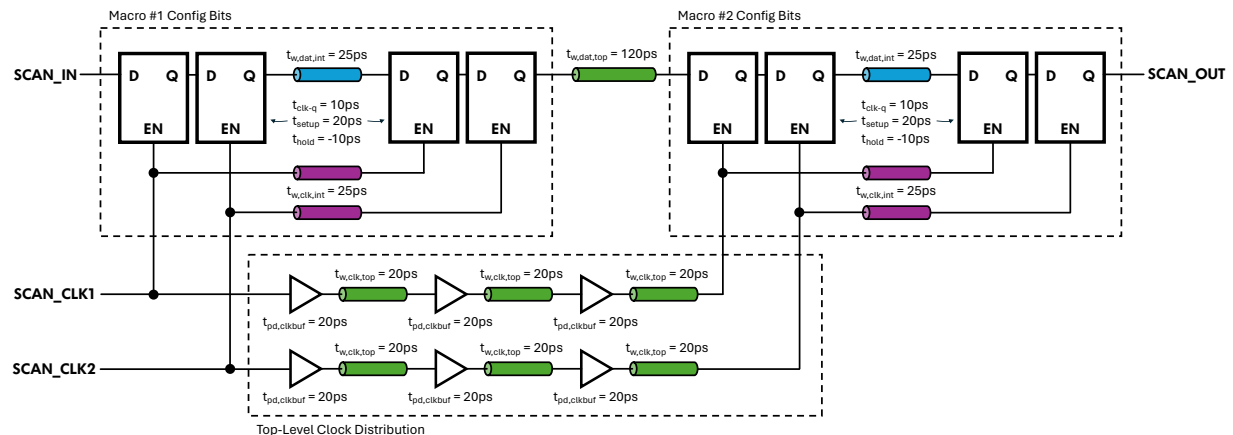 Macro #1 Config Bits
Macro #2 Config Bits
SCAN_IN
D Q
EN
D Q
EN
t_w,dat,int = 25ps
t_clk-q = 10ps
t_setup = 20ps
t_hold = -10ps
D Q
EN
D Q
EN
t_w,clk,int = 25ps
t_w,dat,top = 120ps
D Q
EN
D Q
EN
t_w,dat,int = 25ps
t_clk-q = 10ps
t_setup = 20ps
t_hold = -10ps
D Q
EN
D Q
EN
t_w,clk,int = 25ps
SCAN_OUT
SCAN_CLK1
t_w,clk,top = 20ps t_w,clk,top = 20ps t_w,clk,top = 20ps
t_pd,clkbuf = 20ps t_pd,clkbuf = 20ps t_pd,clkbuf = 20ps
SCAN_CLK2
t_w,clk,top = 20ps t_w,clk,top = 20ps t_w,clk,top = 20ps
t_pd,clkbuf = 20ps t_pd,clkbuf = 20ps t_pd,clkbuf = 20ps
Top-Level Clock Distribution